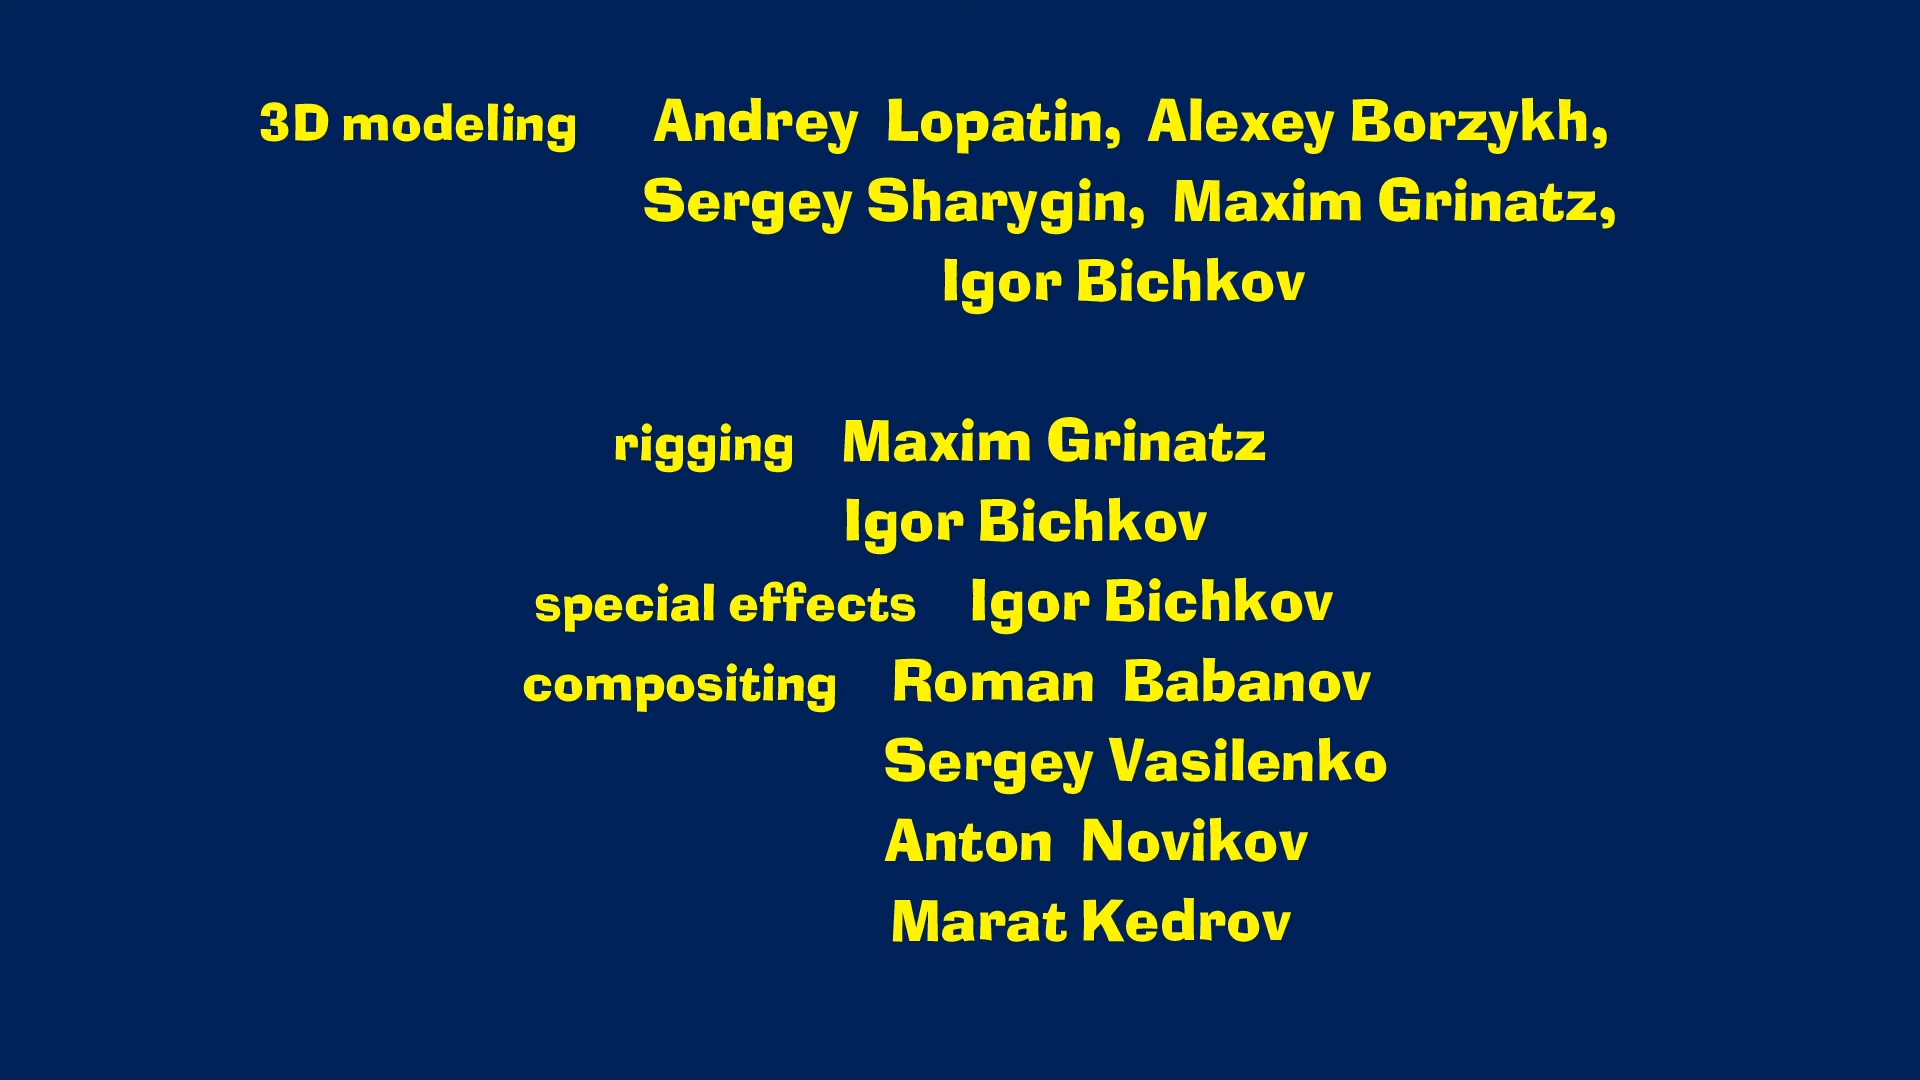 3D modeling Andrey Lopatin, Alexey Borzykh,
Sergey Sharygin, Maxim Grinatz,
Igor Bichkov
rigging Maxim Grinatz
Igor Bichkov
special effects Igor Bichkov
compositing Roman Babanov
Sergey Vasilenko
Anton Novikov
Marat Kedrov